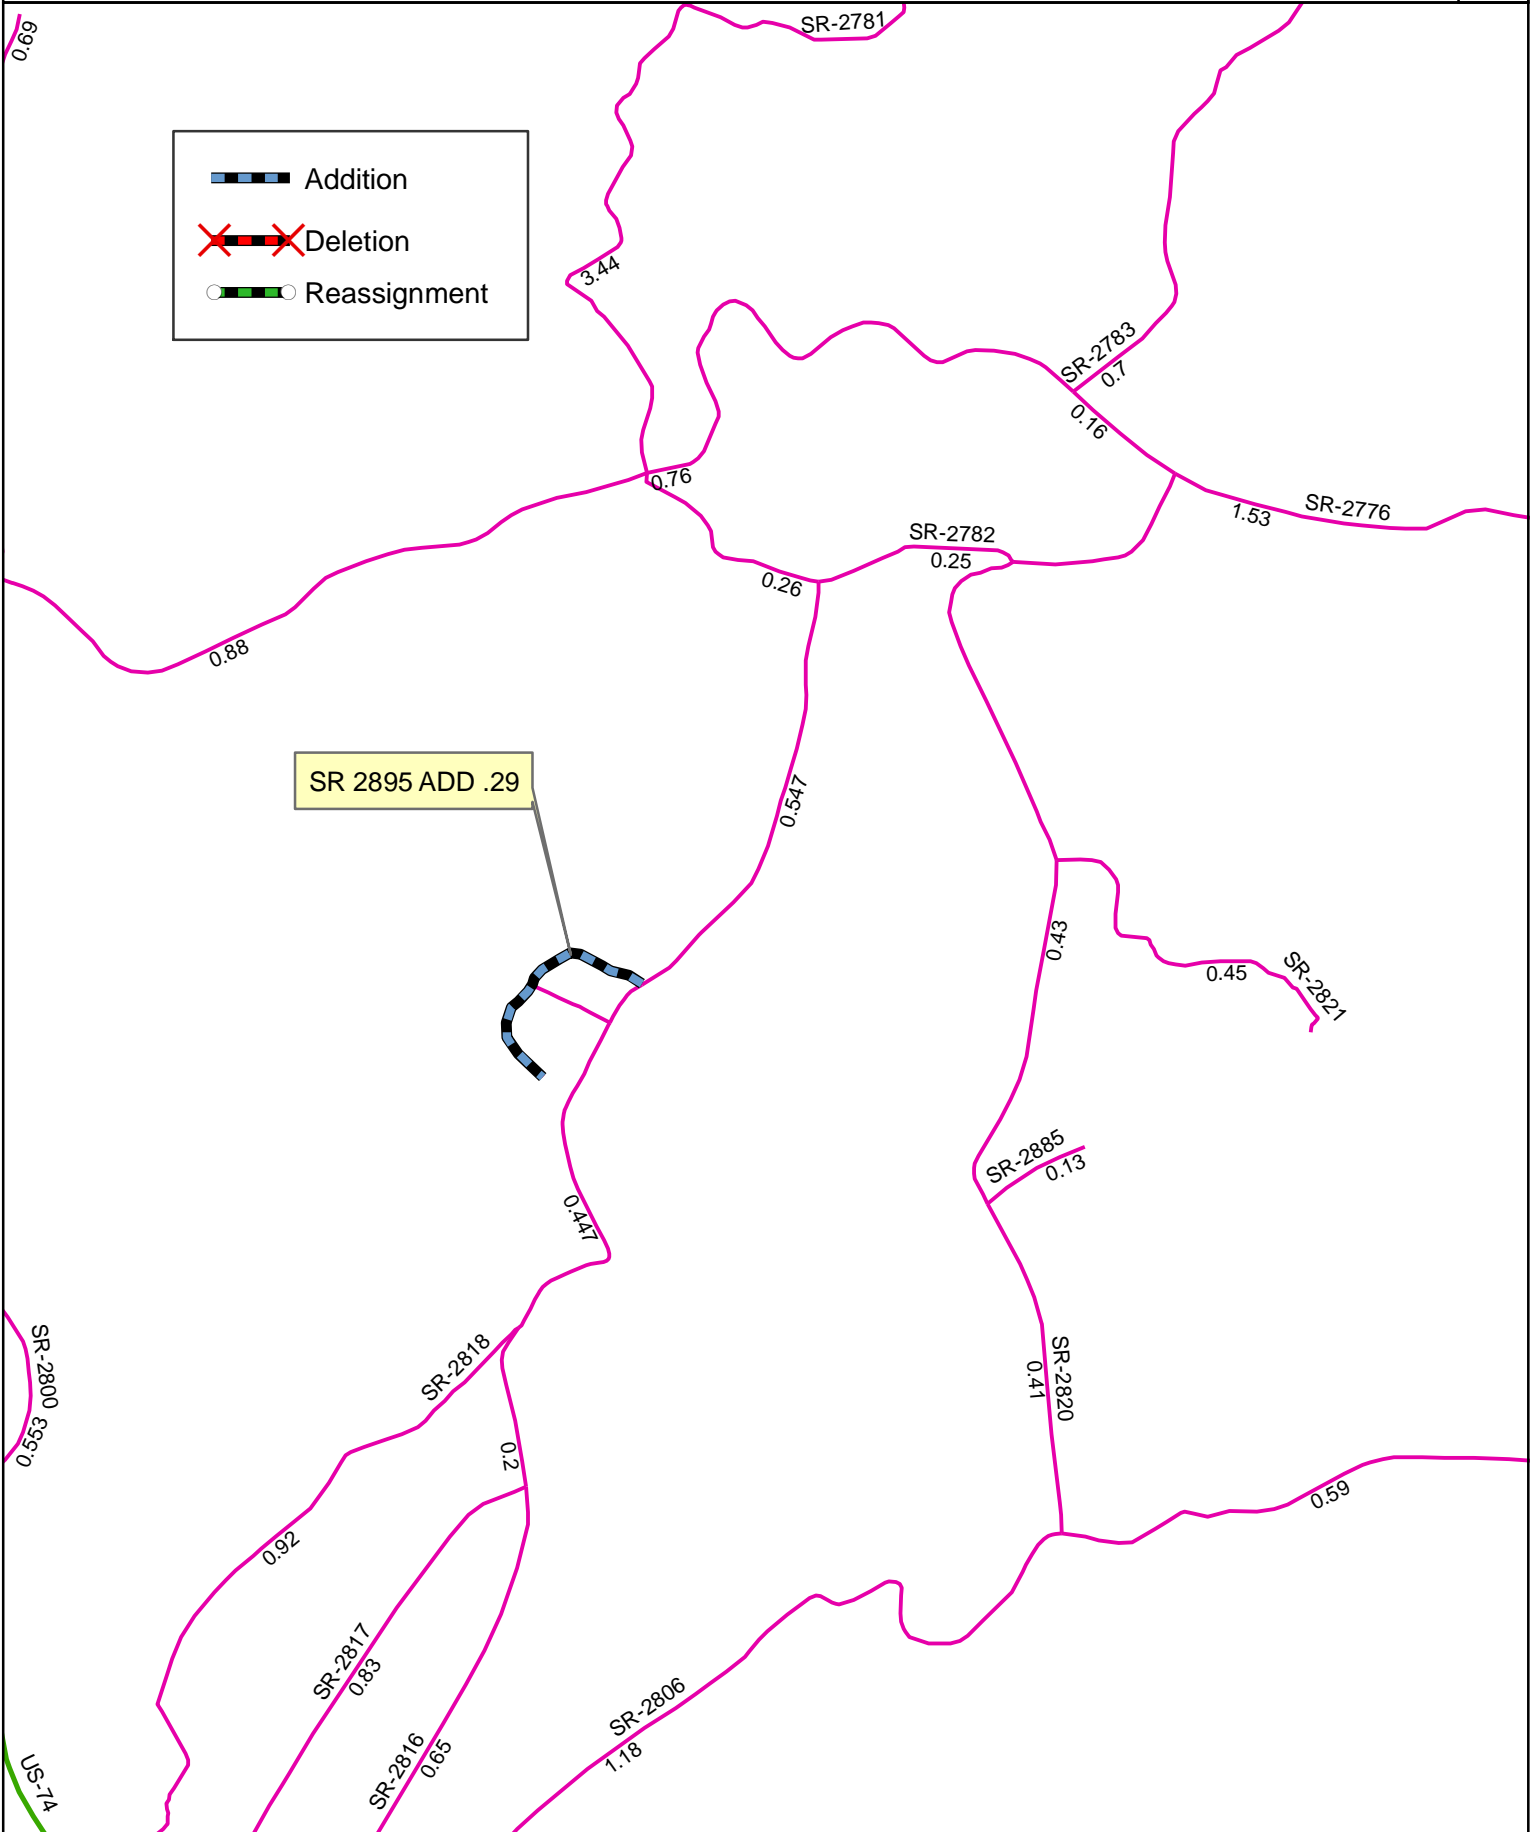 SR-2781
0.69
Addition
Deletion
Reassignment
3.44
SR-2783
0.7
0.16
0.76
SR-2776
1.53
SR-2782
0.25
0.26
0.88
SR 2895 ADD .29
0.547
0.43
0.45
SR-2821
SR-2885
0.13
0.447
SR-2800
0.553
SR-2818
SR-2820
0.41
0.2
0.59
0.92
SR-2817
0.83
SR-2806
1.18
SR-2816
0.65
US-74